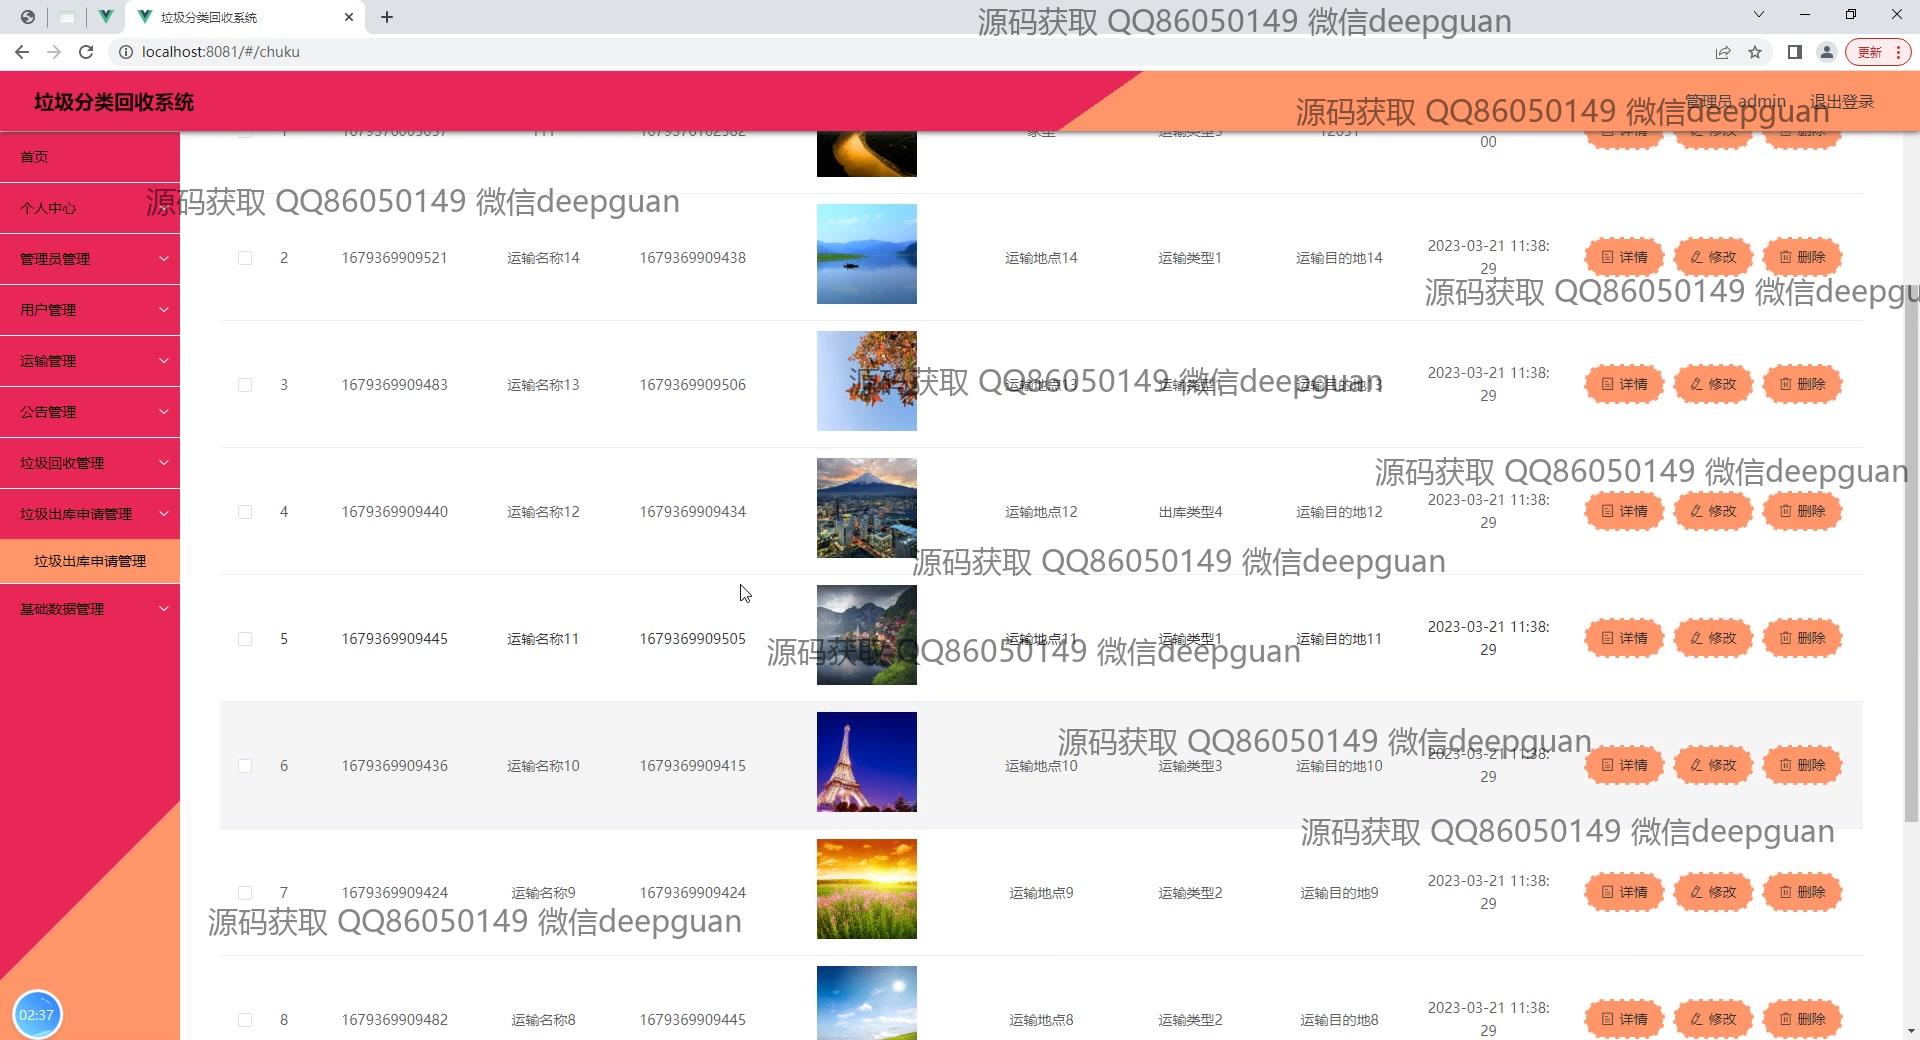 垃圾分类回收系统
源码获取 QQ86050149 微信deepguan
localhost:8081/#/chuku
更新
垃圾分类回收系统
管理员 admin
退出登录
源码获取 QQ86050149 微信deepguan
00
首页
个人中心
源码获取 QQ86050149 微信deepguan
管理员管理
用户管理
运输管理
公告管理
垃圾回收管理
垃圾出库申请管理
垃圾出库申请管理
基础数据管理
2 1679369909521 运输名称14 1679369909438 运输地点14 运输类型1 运输目的地14 2023-03-21 11:38:29 详情 修改 删除
源码获取 QQ86050149 微信deepgu
3 1679369909483 运输名称13 1679369909506 运输地点13 运输类型1 运输目的地13 2023-03-21 11:38:29 详情 修改 删除
源码获取 QQ86050149 微信deepguan
源码获取 QQ86050149 微信deepguan
4 1679369909440 运输名称12 1679369909434 运输地点12 出库类型4 运输目的地12 2023-03-21 11:38:29 详情 修改 删除
源码获取 QQ86050149 微信deepguan
5 1679369909445 运输名称11 1679369909505 运输地点11 运输类型1 运输目的地11 2023-03-21 11:38:29 详情 修改 删除
源码获取 QQ86050149 微信deepguan
源码获取 QQ86050149 微信deepguan
6 1679369909436 运输名称10 1679369909415 运输地点10 运输类型3 运输目的地10 2023-03-21 11:38:29 详情 修改 删除
源码获取 QQ86050149 微信deepguan
7 1679369909424 运输名称9 1679369909424 运输地点9 运输类型2 运输目的地9 2023-03-21 11:38:29 详情 修改 删除
源码获取 QQ86050149 微信deepguan
8 1679369909482 运输名称8 1679369909445 运输地点8 运输类型2 运输目的地8 2023-03-21 11:38:29 详情 修改 删除
02:37